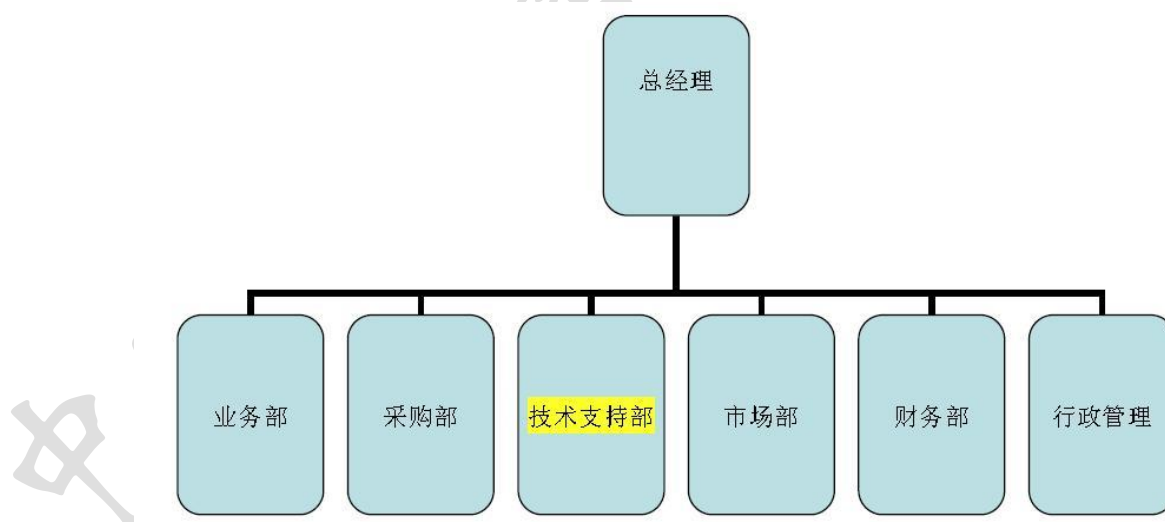 总经理
业务部
采购部
技术支持部
市场部
财务部
行政管理